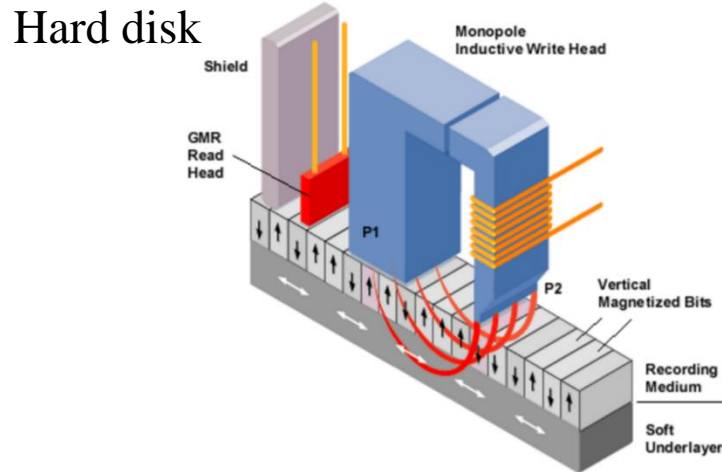 Hard disk
Monopole
Inductive Write Head
Shield
GMR
Read
Head
P1
P2
Vertical
Magnetized Bits
Recording
Medium
Soft
Underlayer